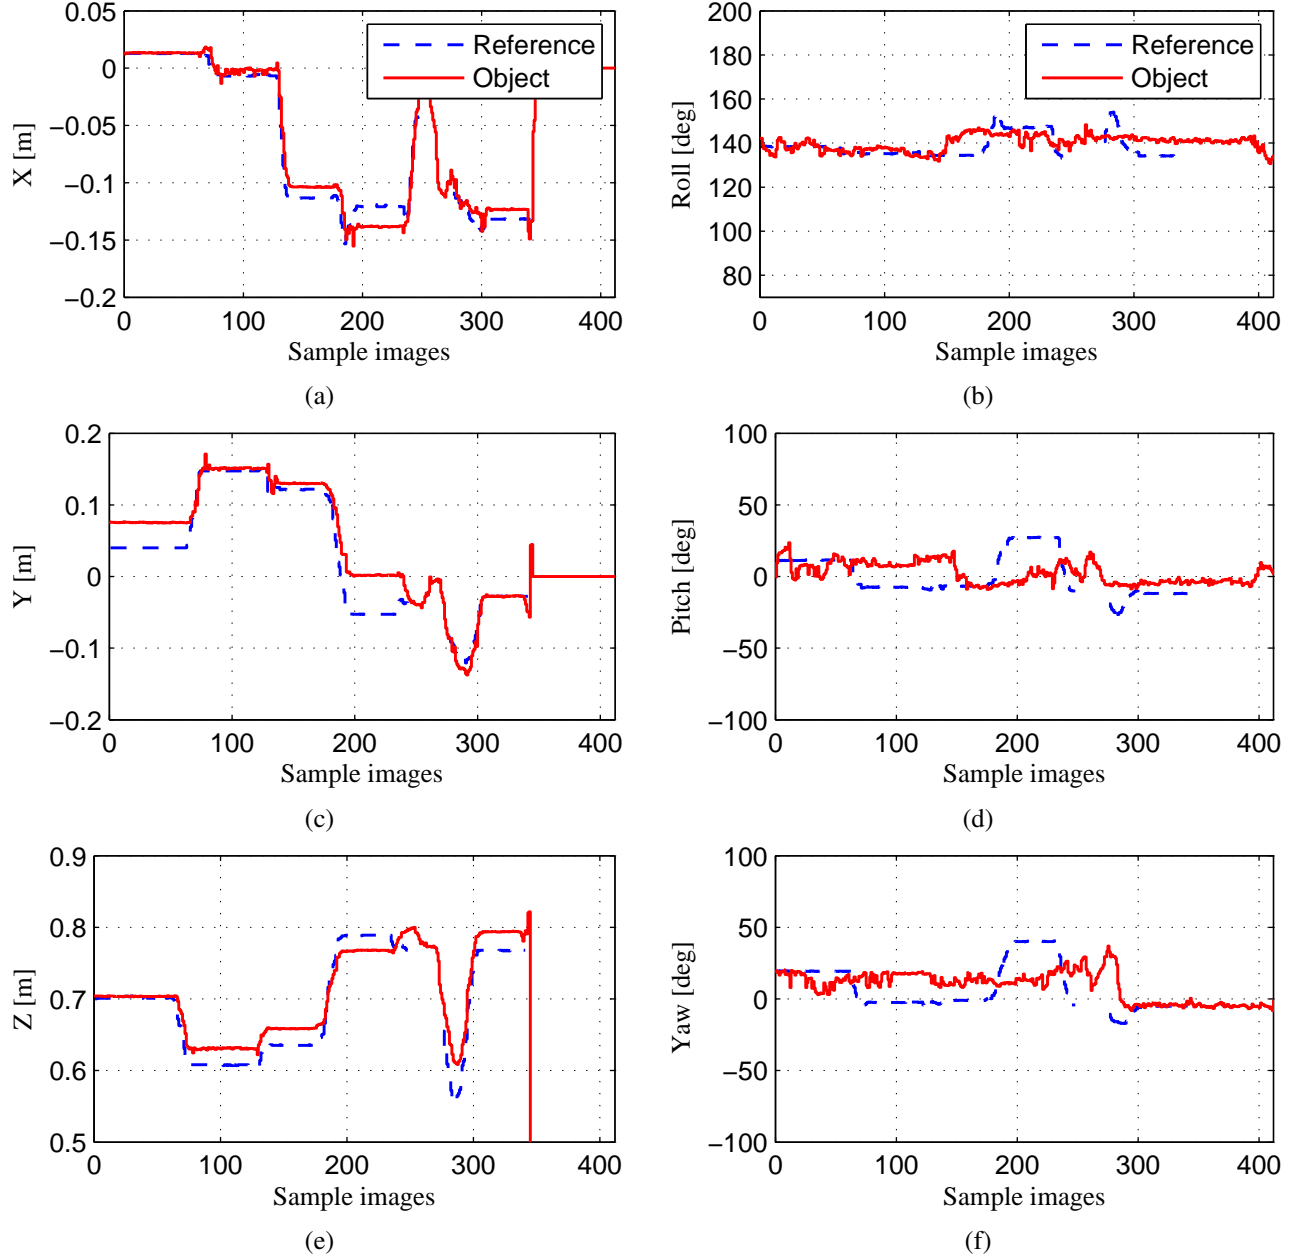 0.05
0
−0.05
−0.1
−0.15
−0.2
X [m]
Reference
Object
0 100 200 300 400
Sample images
(a)
200
180
160
140
120
100
80
Roll [deg]
Reference
Object
0 100 200 300 400
Sample images
(b)
0.2
0.1
0
−0.1
−0.2
Y [m]
0 100 200 300 400
Sample images
(c)
100
50
0
−50
−100
Pitch [deg]
0 100 200 300 400
Sample images
(d)
0.9
0.8
0.7
0.6
0.5
Z [m]
0 100 200 300 400
Sample images
(e)
100
50
0
−50
−100
Yaw [deg]
0 100 200 300 400
Sample images
(f)